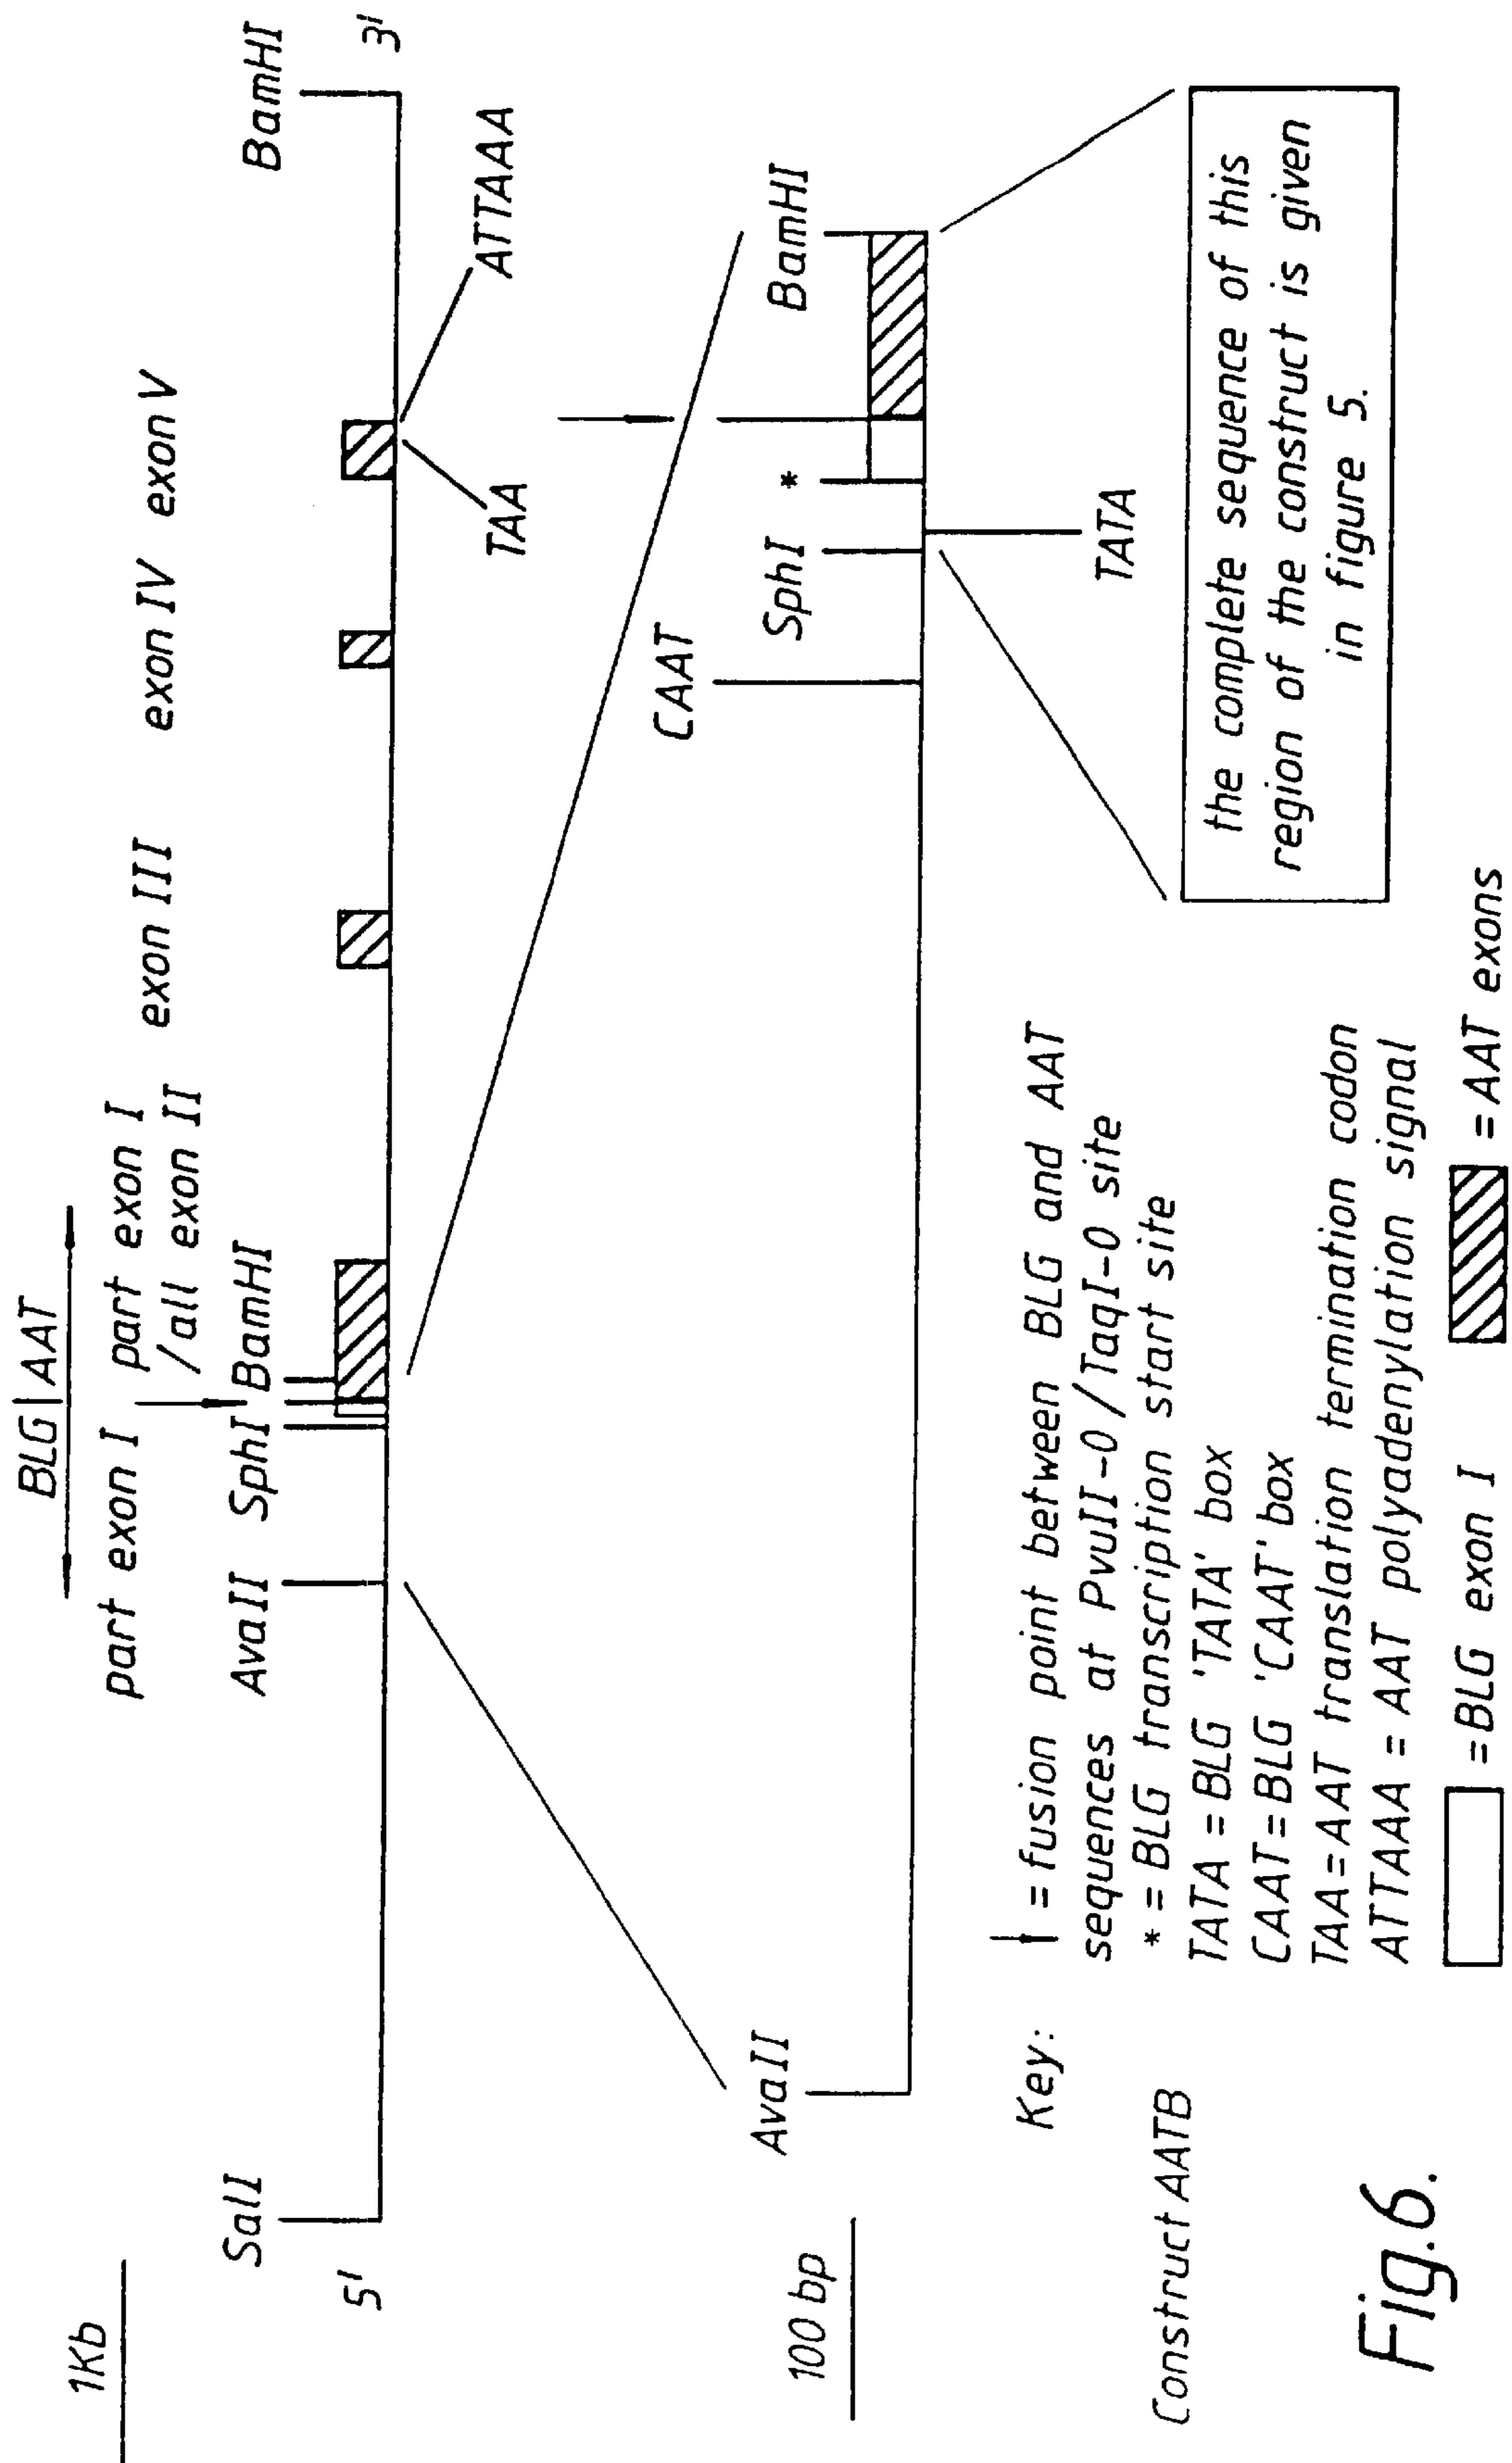 1Kb
BLG | AAT
part exon I
part exon I
/all exon II
exon III
exon IV
exon V
SalI
AvaII
SphI
BamHI
BamHI
5'
3'
TAA
ATTAAA
100 bp
AvaII
CAAT
SphI
*
BamHI
TATA
the complete sequence of this
region of the construct is given
in figure 5.
Construct AATB
Key:
= fusion point between BLG and AAT
sequences at PvuII-0/TaqI-0 site
* = BLG transcription start site
TATA = BLG 'TATA' box
CAAT = BLG 'CAAT' box
TAA = AAT translation termination codon
ATTAAA = AAT polyadenylation signal
= BLG exon I
= AAT exons
Fig.6.